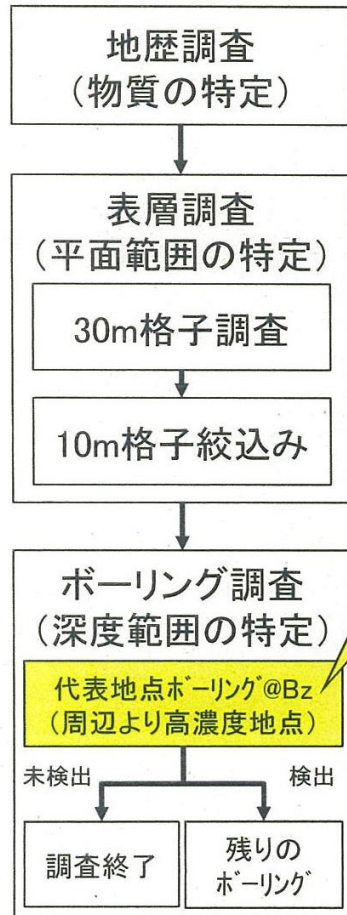 地歴調査
(物質の特定)
表層調査
(平面範囲の特定)
30m格子調査
10m格子絞込み
ボーリング調査
(深度範囲の特定)
代表地点ﾎﾞｰﾘﾝｸﾞ@Bz
(周辺より高濃度地点)
未検出
検出
調査終了
残りの
ﾎﾞｰﾘﾝｸﾞ